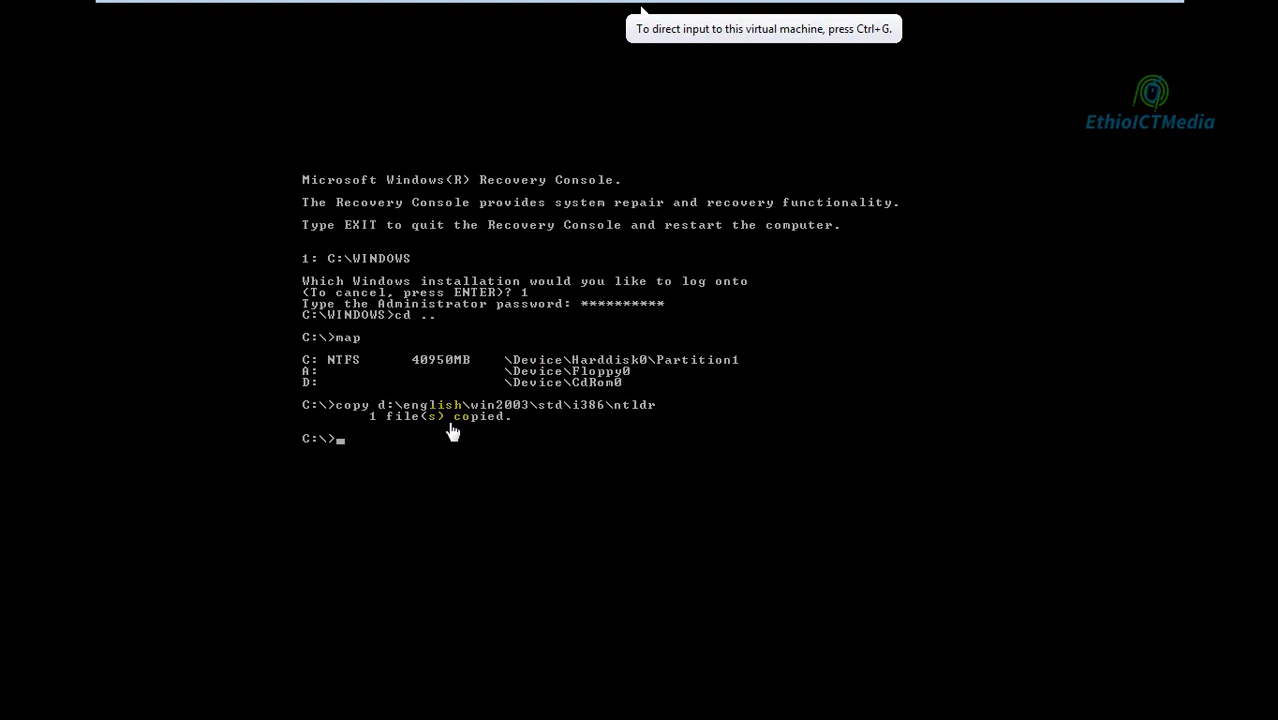 To direct input to this virtual machine, press Ctrl+G.
EthioICTMedia
Microsoft Windows(R) Recovery Console.
The Recovery Console provides system repair and recovery functionality.
Type EXIT to quit the Recovery Console and restart the computer.
1: C:\WINDOWS
Which Windows installation would you like to log onto
(To cancel, press ENTER)? 1
Type the Administrator password: **********
C:\WINDOWS>cd ..
C:\>map
C: NTFS 40950MB \Device\Harddisk0\Partition1
A: \Device\Floppy0
D: \Device\CdRom0
C:\>copy d:\english\win2003\std\i386\ntldr
1 file(s) copied.
C:\>_